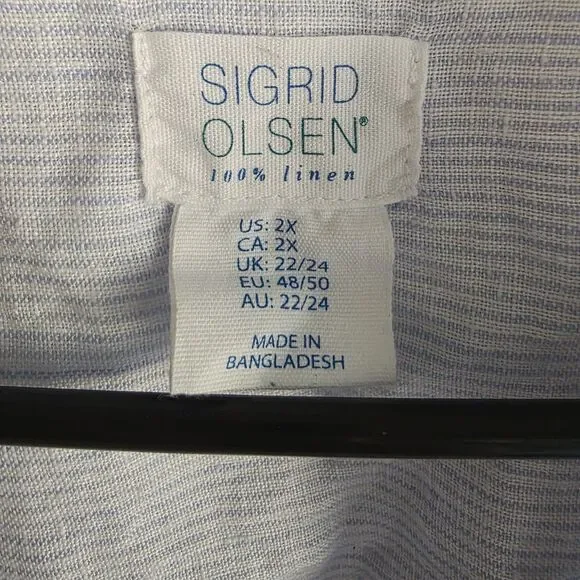 SIGRID
OLSEN®
100% linen
US: 2X
CA: 2X
UK: 22/24
EU: 48/50
AU: 22/24
MADE IN
BANGLADESH